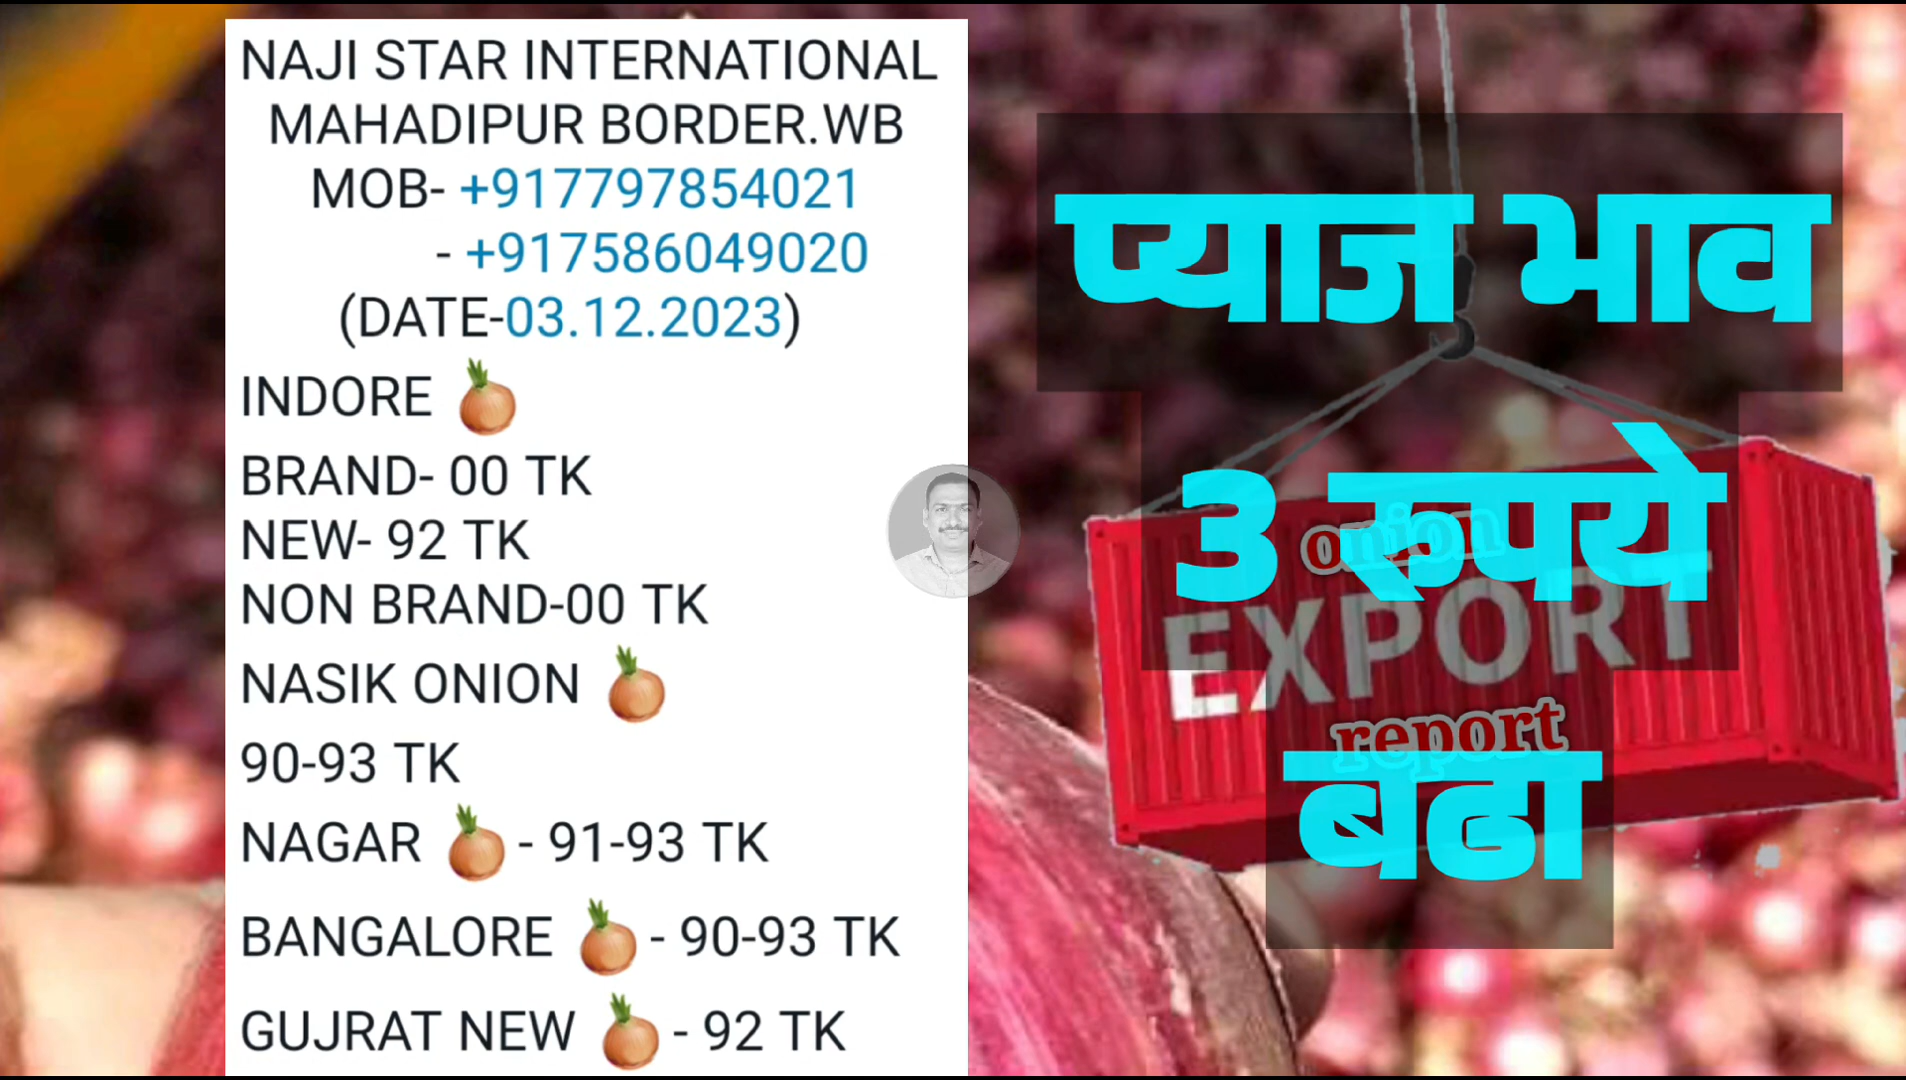 NAJI STAR INTERNATIONAL
MAHADIPUR BORDER.WB
MOB- +917797854021
- +917586049020
(DATE-03.12.2023)
INDORE
BRAND- 00 TK
NEW- 92 TK
NON BRAND-00 TK
NASIK ONION
90-93 TK
NAGAR - 91-93 TK
BANGALORE - 90-93 TK
GUJRAT NEW - 92 TK
प्याज भाव
3 रुपये
बढा
onion
EXPORT
report